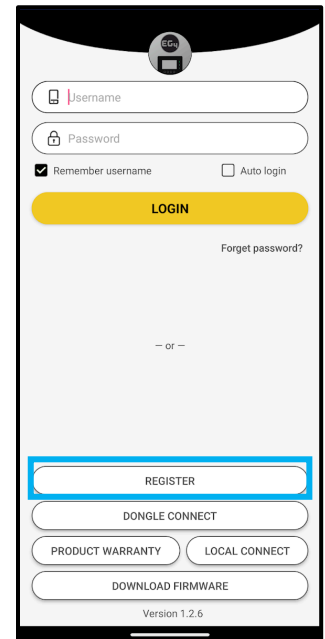 EG4
Username
Password
Remember username Auto login
LOGIN
Forget password?
— or —
REGISTER
DONGLE CONNECT
PRODUCT WARRANTY LOCAL CONNECT
DOWNLOAD FIRMWARE
Version 1.2.6